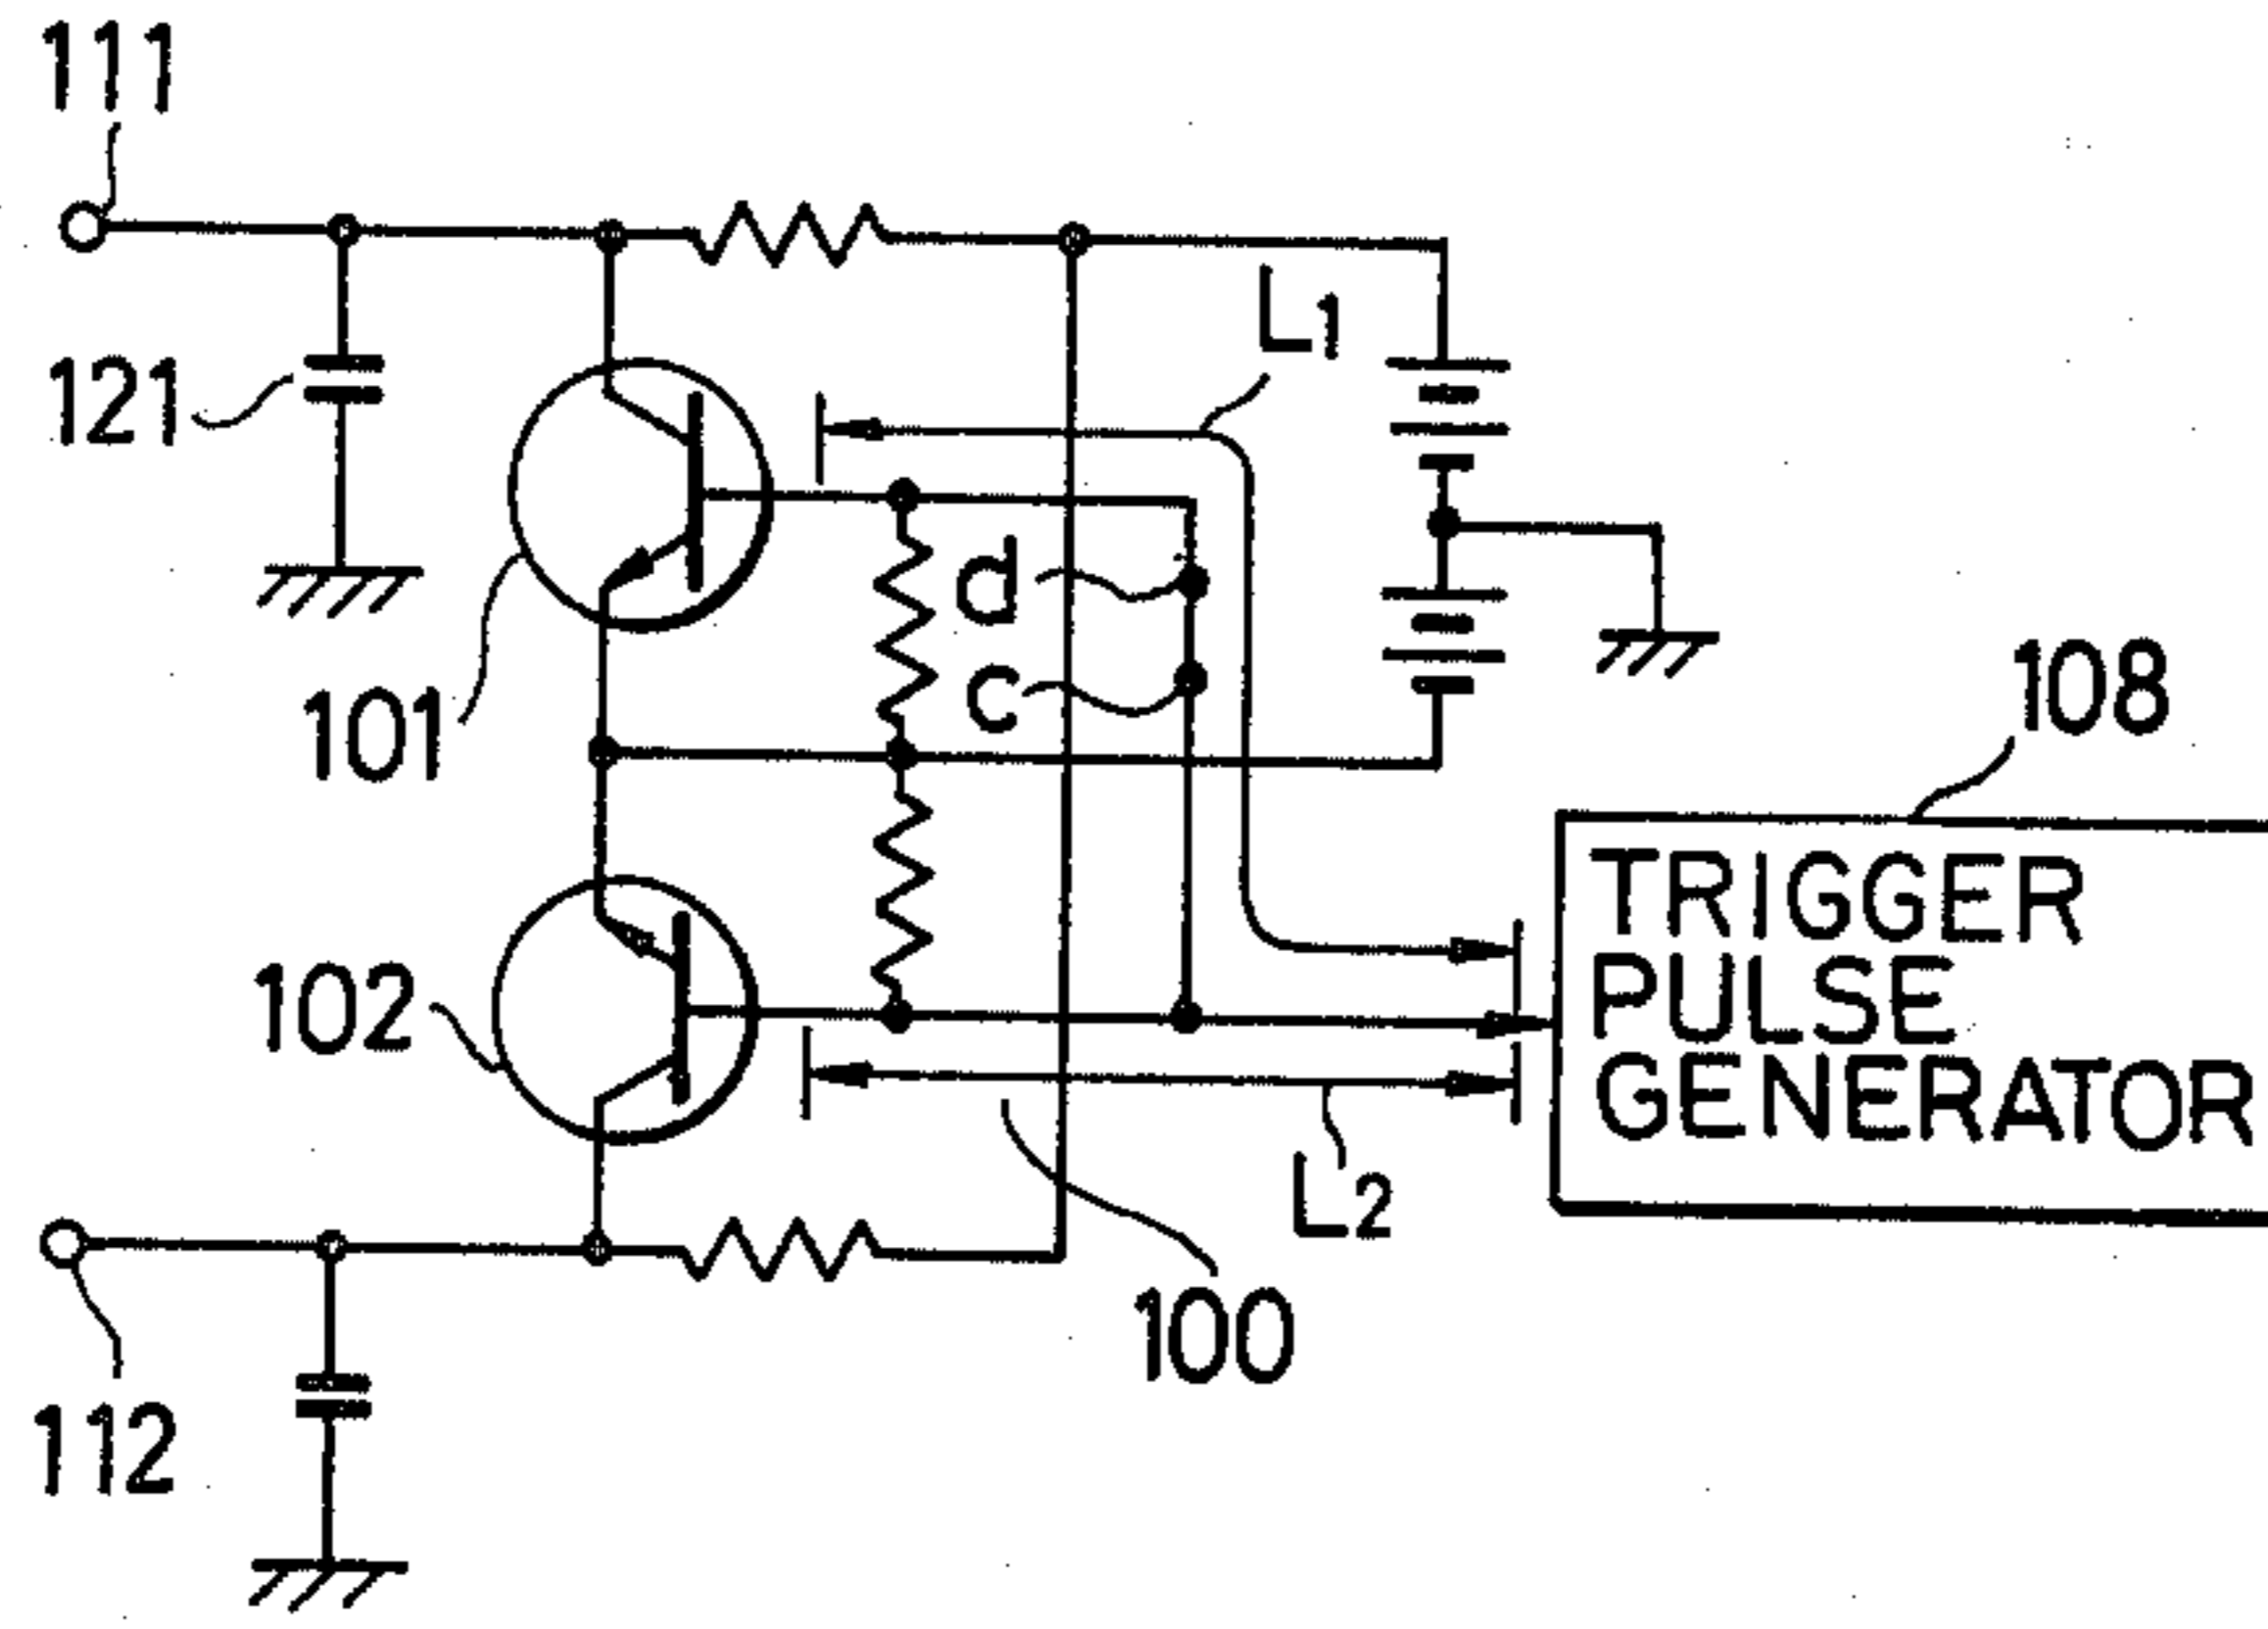 111
L1
121
d
c
101
108
TRIGGER
PULSE
GENERATOR
102
L2
100
112